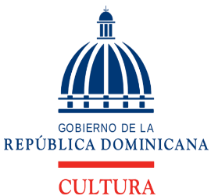 GOBIERNO DE LA
REPÚBLICA DOMINICANA
CULTURA